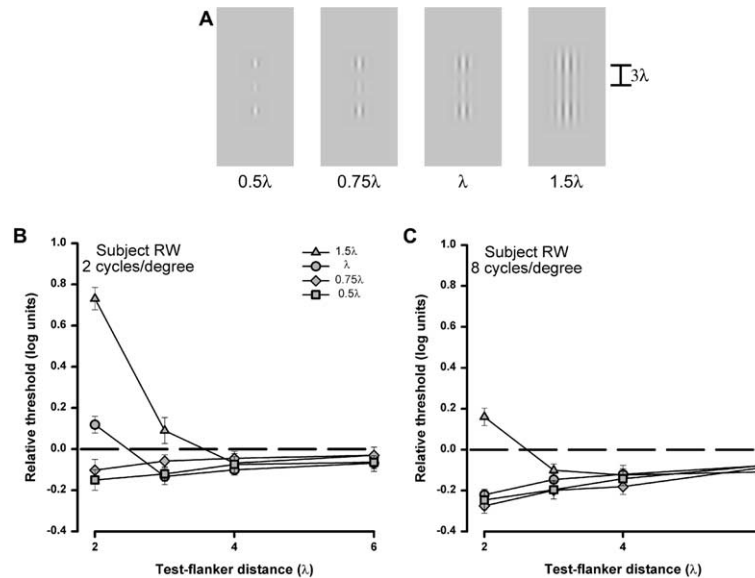 A
3λ
0.5λ
0.75λ
λ
1.5λ
B
Subject RW
2 cycles/degree
1.5λ
λ
0.75λ
0.5λ
Relative threshold (log units)
1.0
0.8
0.6
0.4
0.2
0.0
-0.2
-0.4
2
4
6
Test-flanker distance (λ)
C
Subject RW
8 cycles/degree
Relative threshold (log units)
1.0
0.8
0.6
0.4
0.2
0.0
-0.2
-0.4
2
4
Test-flanker distance (λ)